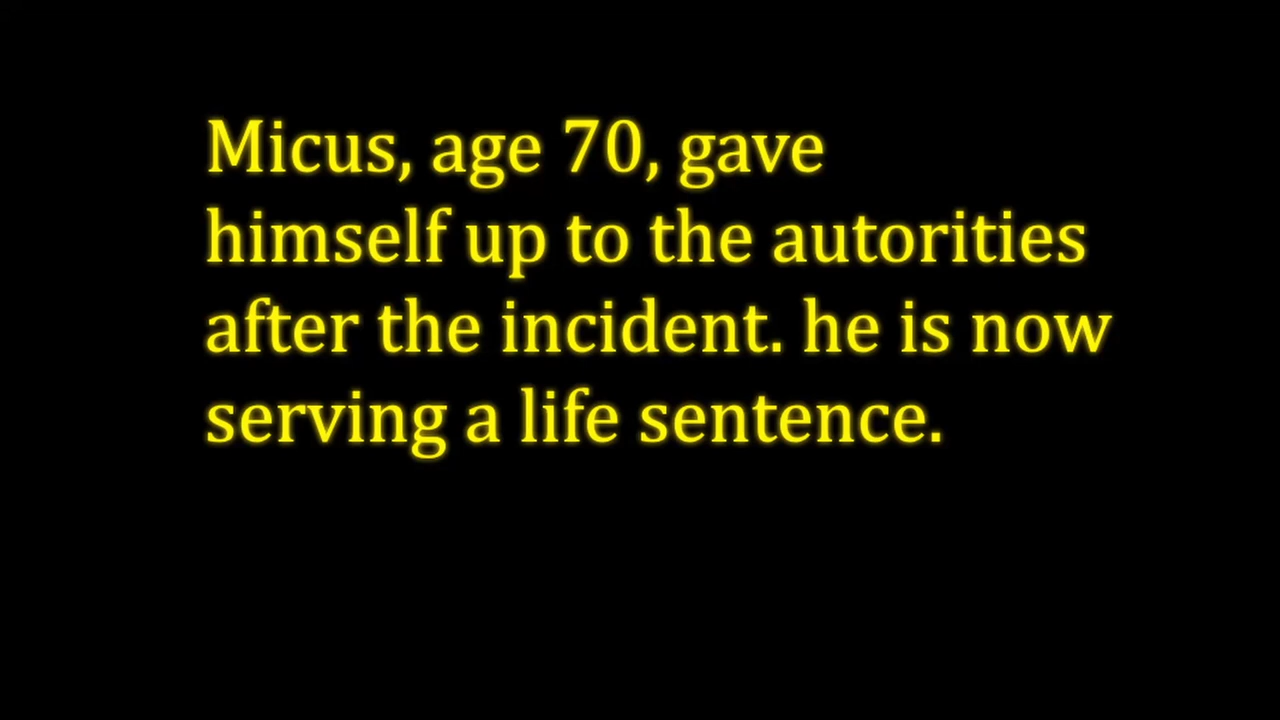 Micus, age 70, gave
himself up to the autorities
after the incident. he is now
serving a life sentence.